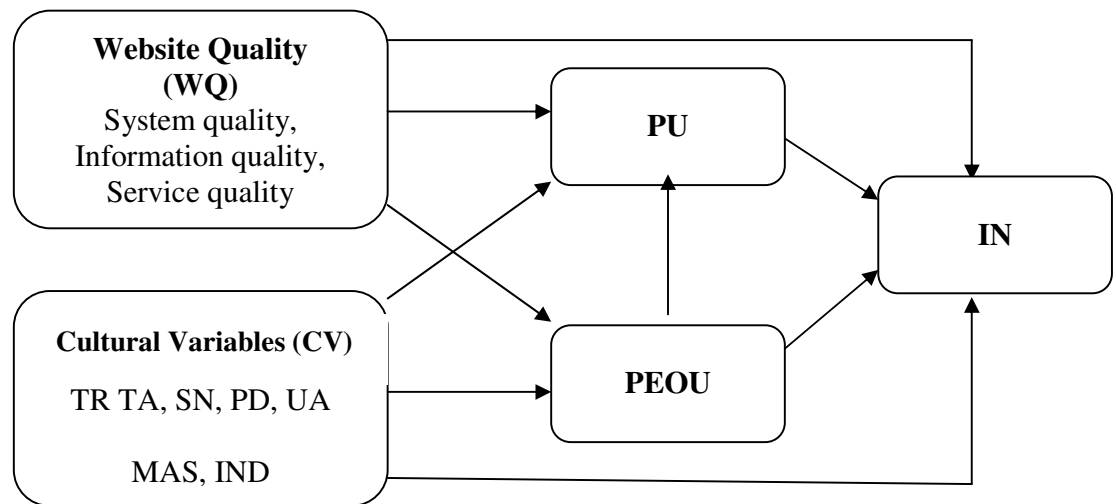 Website Quality
(WQ)
System quality,
Information quality,
Service quality
PU
IN
Cultural Variables (CV)
TR TA, SN, PD, UA
MAS, IND
PEOU